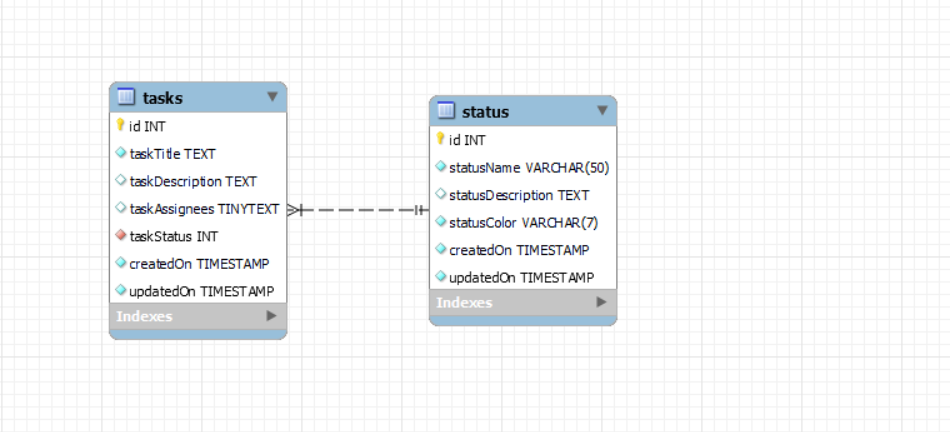 tasks
id INT
taskTitle TEXT
taskDescription TEXT
taskAssignees TINYTEXT
taskStatus INT
createdOn TIMESTAMP
updatedOn TIMESTAMP
Indexes
status
id INT
statusName VARCHAR(50)
statusDescription TEXT
statusColor VARCHAR(7)
createdOn TIMESTAMP
updatedOn TIMESTAMP
Indexes